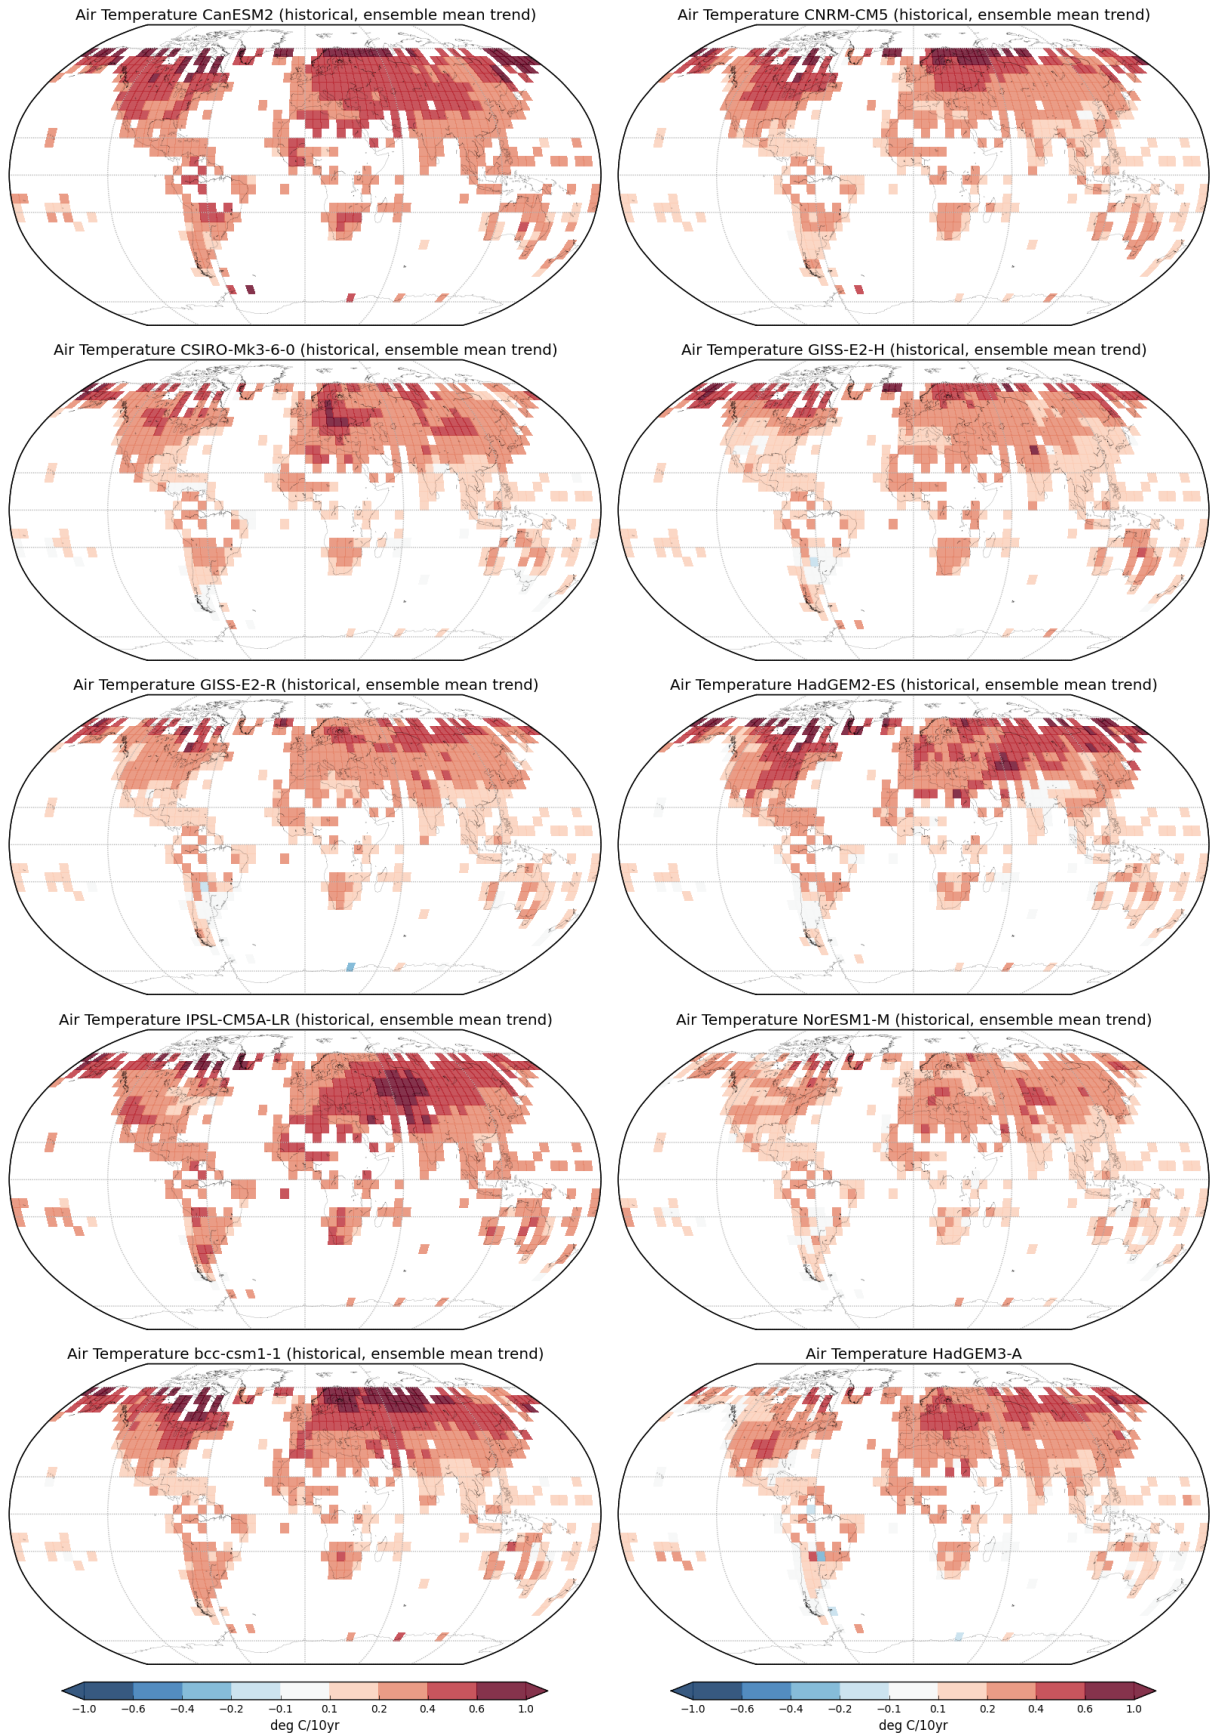 Air Temperature CanESM2 (historical, ensemble mean trend)
Air Temperature CNRM-CM5 (historical, ensemble mean trend)
Air Temperature CSIRO-Mk3-6-0 (historical, ensemble mean trend)
Air Temperature GISS-E2-H (historical, ensemble mean trend)
Air Temperature GISS-E2-R (historical, ensemble mean trend)
Air Temperature HadGEM2-ES (historical, ensemble mean trend)
Air Temperature IPSL-CM5A-LR (historical, ensemble mean trend)
Air Temperature NorESM1-M (historical, ensemble mean trend)
Air Temperature bcc-csm1-1 (historical, ensemble mean trend)
Air Temperature HadGEM3-A
−1.0 −0.6 −0.4 −0.2 0.1 0.1 0.2 0.4 0.6 1.0
deg C/10yr
−1.0 −0.6 −0.4 −0.2 0.1 0.1 0.2 0.4 0.6 1.0
deg C/10yr